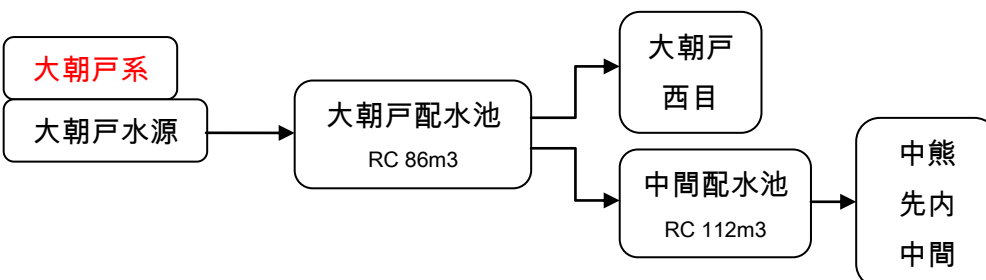 大朝戸系
大朝戸水源
大朝戸配水池
RC 86m3
大朝戸
西目
中間配水池
RC 112m3
中熊
先内
中間